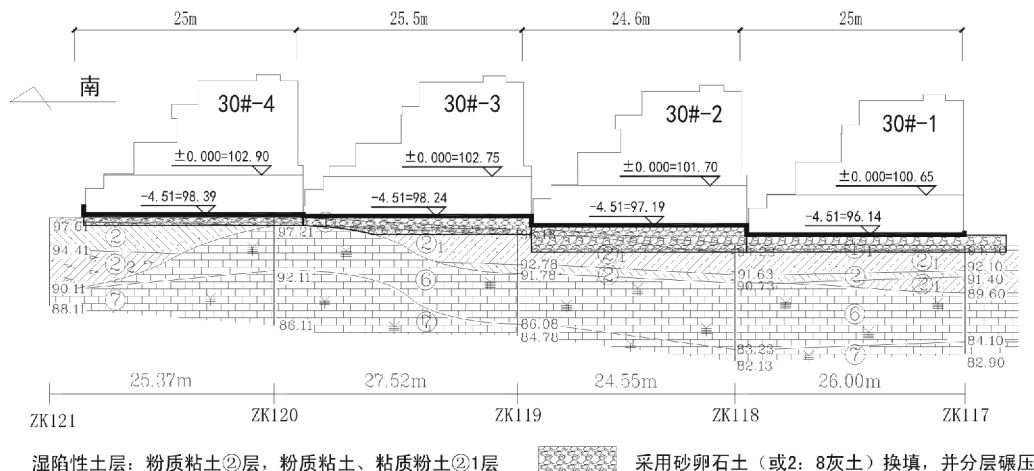 25m 25.5m 24.6m 25m
南
30#-4 30#-3 30#-2 30#-1
±0.000=102.90 ±0.000=102.75 ±0.000=101.70 ±0.000=100.65
-4.51=98.39 -4.51=98.24 -4.51=97.19 -4.51=96.14
97.61 ② 97.21 ②1
94.41 ②2 92.11 92.78 ②1 91.63 ② ②1 92.10
91.78 ② 90.73 ②1 91.40
90.11 ⑦ ⑥ ⑥ 89.60
88.11 86.11 ⑦ 86.08 84.10
84.78 83.23 ⑦
82.13 82.90
25.37m 27.52m 24.55m 26.00m
ZK121 ZK120 ZK119 ZK118 ZK117
湿陷性土层：粉质粘土②层，粉质粘土、粘质粉土②1层 采用砂卵石土（或2：8灰土）换填，并分层碾压